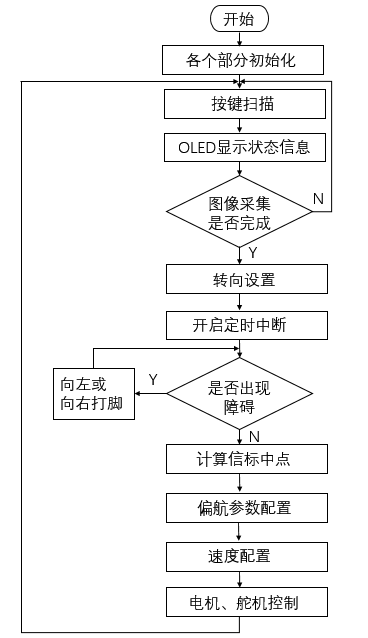 开始
各个部分初始化
按键扫描
OLED显示状态信息
图像采集
是否完成
N
Y
转向设置
开启定时中断
向左或
向右打脚
Y
是否出现
障碍
N
计算信标中点
偏航参数配置
速度配置
电机、舵机控制